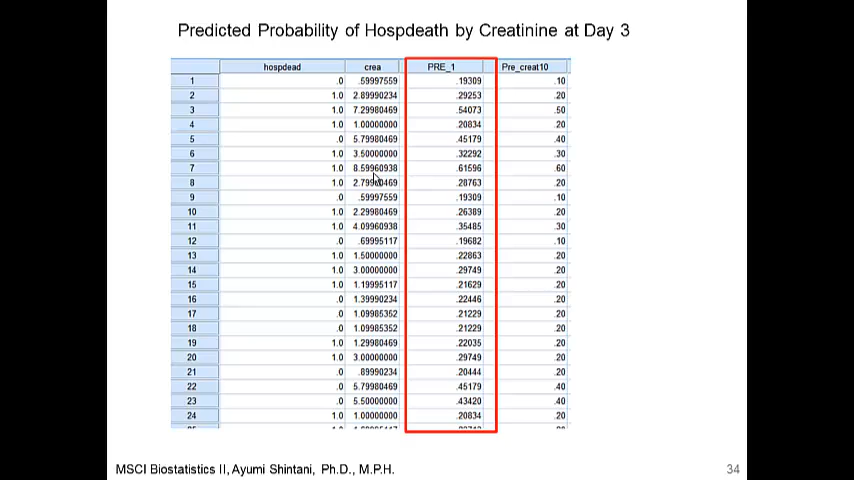 Predicted Probability of Hospdeath by Creatinine at Day 3
hospdead crea PRE_1 Pre_creat10
1 .0 .59997559 .19309 .10
2 1.0 2.89990234 .29253 .20
3 1.0 7.29980469 .54073 .50
4 1.0 1.00000000 .20834 .20
5 .0 5.79980469 .45179 .40
6 1.0 3.50000000 .32292 .30
7 1.0 8.59960938 .61596 .60
8 1.0 2.79980469 .28763 .20
9 .0 .59997559 .19309 .10
10 1.0 2.29980469 .26389 .20
11 1.0 4.09960938 .35485 .30
12 .0 .69995117 .19682 .10
13 1.0 1.50000000 .22863 .20
14 1.0 3.00000000 .29749 .20
15 1.0 1.19995117 .21629 .20
16 .0 1.39990234 .22446 .20
17 .0 1.09985352 .21229 .20
18 .0 1.09985352 .21229 .20
19 1.0 1.29980469 .22035 .20
20 1.0 3.00000000 .29749 .20
21 .0 .89990234 .20444 .20
22 .0 5.79980469 .45179 .40
23 .0 5.50000000 .43420 .40
24 1.0 1.00000000 .20834 .20
MSCI Biostatistics II, Ayumi Shintani, Ph.D., M.P.H.
34